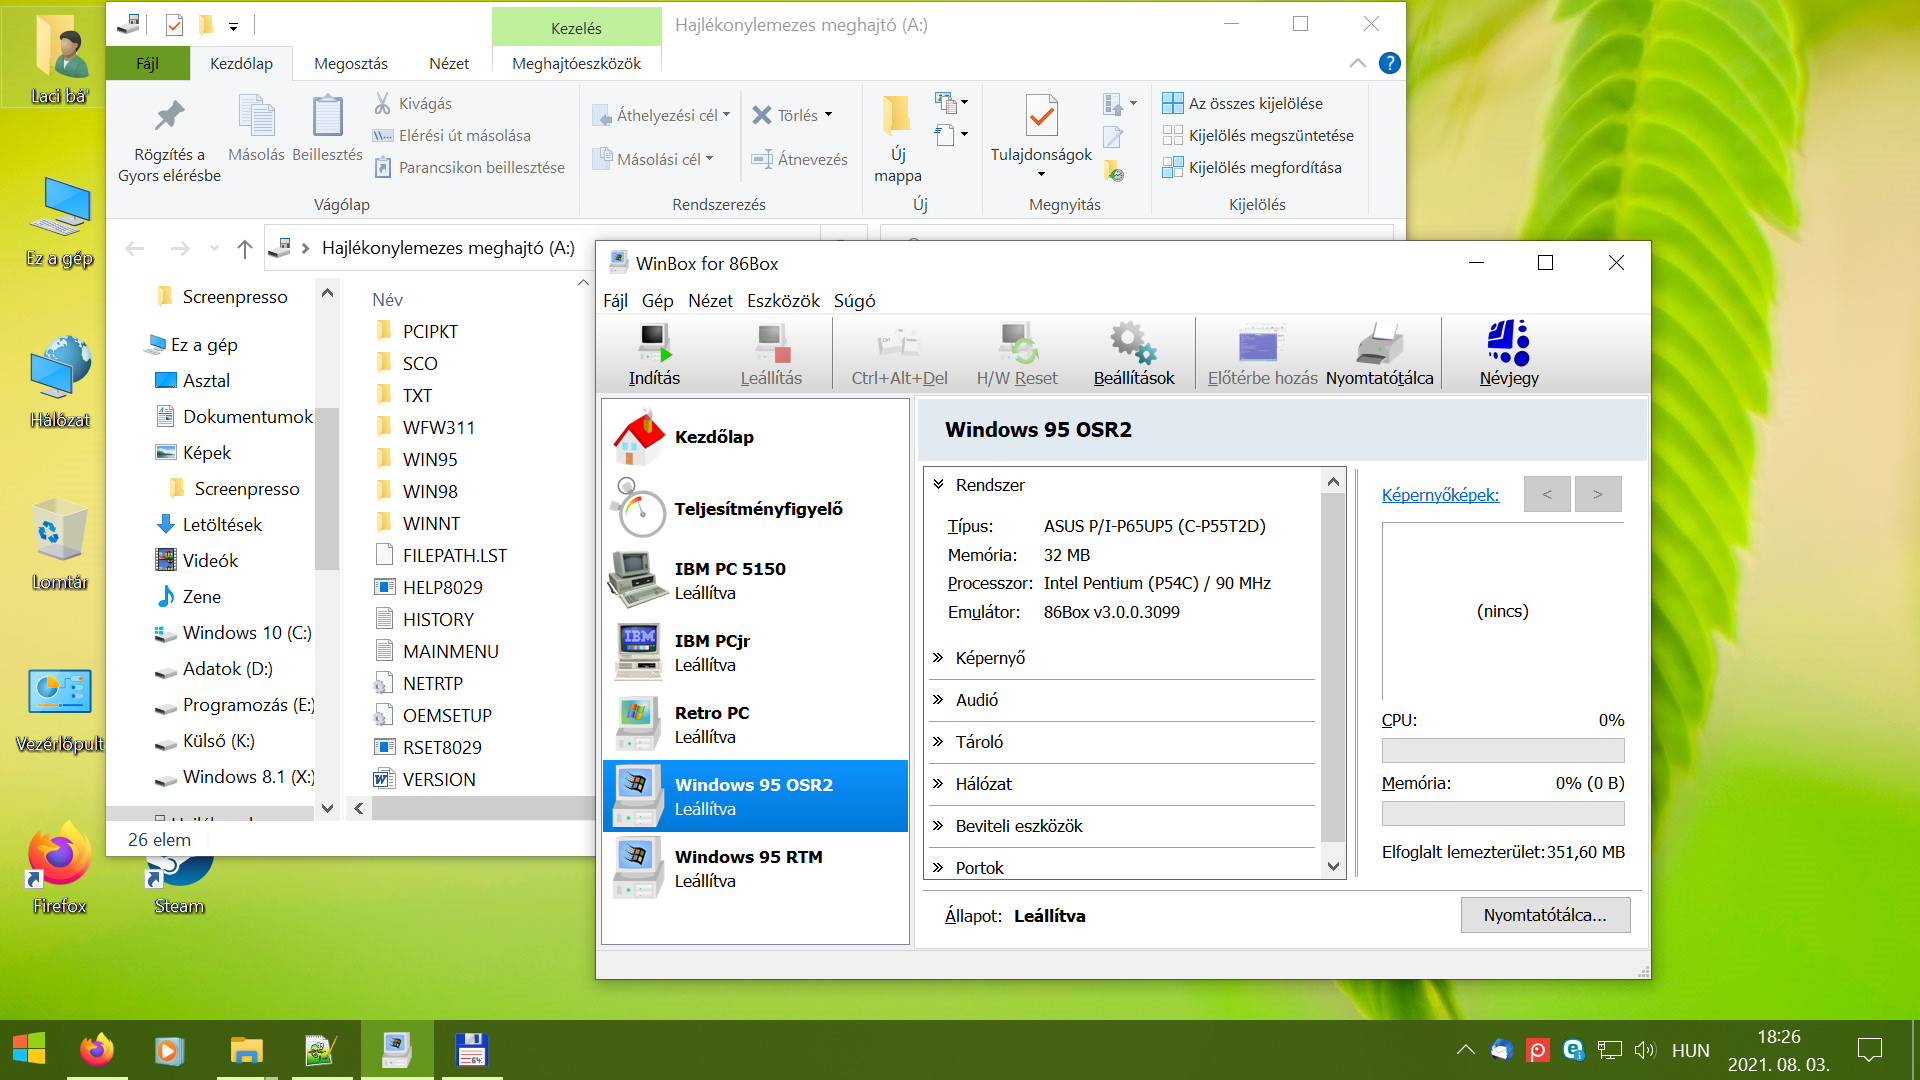 Laci bá'
Ez a gép
Hálózat
Lomtár
Vezérlőpult
Firefox
Steam
Kezelés
Hajlékonylemezes meghajtó (A:)
Fájl
Kezdőlap
Megosztás
Nézet
Meghajtóeszközök
Rögzítés a
Gyors elérésbe
Másolás
Beillesztés
Kivágás
Elérési út másolása
Parancsikon beillesztése
Vágólap
Áthelyezési cél
Másolási cél
Törlés
Átnevezés
Rendszerezés
Új
mappa
Új
Tulajdonságok
Megnyitás
Az összes kijelölése
Kijelölés megszüntetése
Kijelölés megfordítása
Kijelölés
Hajlékonylemezes meghajtó (A:)
Screenpresso
Ez a gép
Asztal
Dokumentumok
Képek
Screenpresso
Letöltések
Videók
Zene
Windows 10 (C:)
Adatok (D:)
Programozás (E:)
Külső (K:)
Windows 8.1 (X:)
26 elem
Név
PCIPKT
SCO
TXT
WFW311
WIN95
WIN98
WINNT
FILEPATH.LST
HELP8029
HISTORY
MAINMENU
NETRTP
OEMSETUP
RSET8029
VERSION
WinBox for 86Box
Fájl Gép Nézet Eszközök Súgó
Indítás
Leállítás
Ctrl+Alt+Del
H/W Reset
Beállítások
Előtérbe hozás
Nyomtatótálca
Névjegy
Kezdőlap
Teljesítményfigyelő
IBM PC 5150
Leállítva
IBM
IBM PCjr
Leállítva
Retro PC
Leállítva
Windows 95 OSR2
Leállítva
Windows 95 RTM
Leállítva
Windows 95 OSR2
Rendszer
Típus: ASUS P/I-P65UP5 (C-P55T2D)
Memória: 32 MB
Processzor: Intel Pentium (P54C) / 90 MHz
Emulátor: 86Box v3.0.0.3099
Képernyő
Audió
Tároló
Hálózat
Beviteli eszközök
Portok
Képernyőképek:
< >
(nincs)
CPU: 0%
Memória: 0% (0 B)
Elfoglalt lemezterület: 351,60 MB
Állapot: Leállítva
Nyomtatótálca...
64:
HUN
18:26
2021. 08. 03.